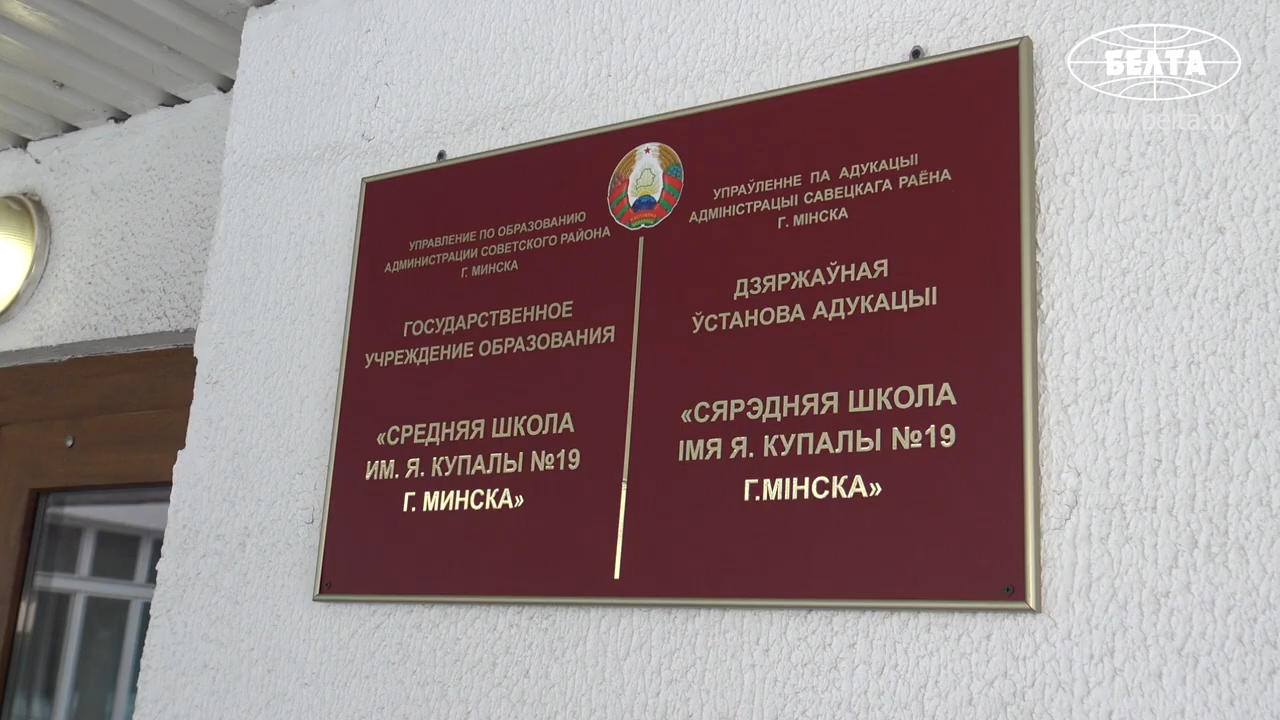 БЕЛТА
www.belta.by
УПРАВЛЕНИЕ ПО ОБРАЗОВАНИЮ
АДМИНИСТРАЦИИ СОВЕТСКОГО РАЙОНА
Г. МИНСКА
ГОСУДАРСТВЕННОЕ
УЧРЕЖДЕНИЕ ОБРАЗОВАНИЯ
«СРЕДНЯЯ ШКОЛА
ИМ. Я. КУПАЛЫ №19
Г. МИНСКА»
УПРАЎЛЕННЕ ПА АДУКАЦЫІ
АДМІНІСТРАЦЫІ САВЕЦКАГА РАЁНА
Г. МІНСКА
ДЗЯРЖАЎНАЯ
ЎСТАНОВА АДУКАЦЫІ
«СЯРЭДНЯЯ ШКОЛА
ІМЯ Я. КУПАЛЫ №19
Г.МІНСКА»